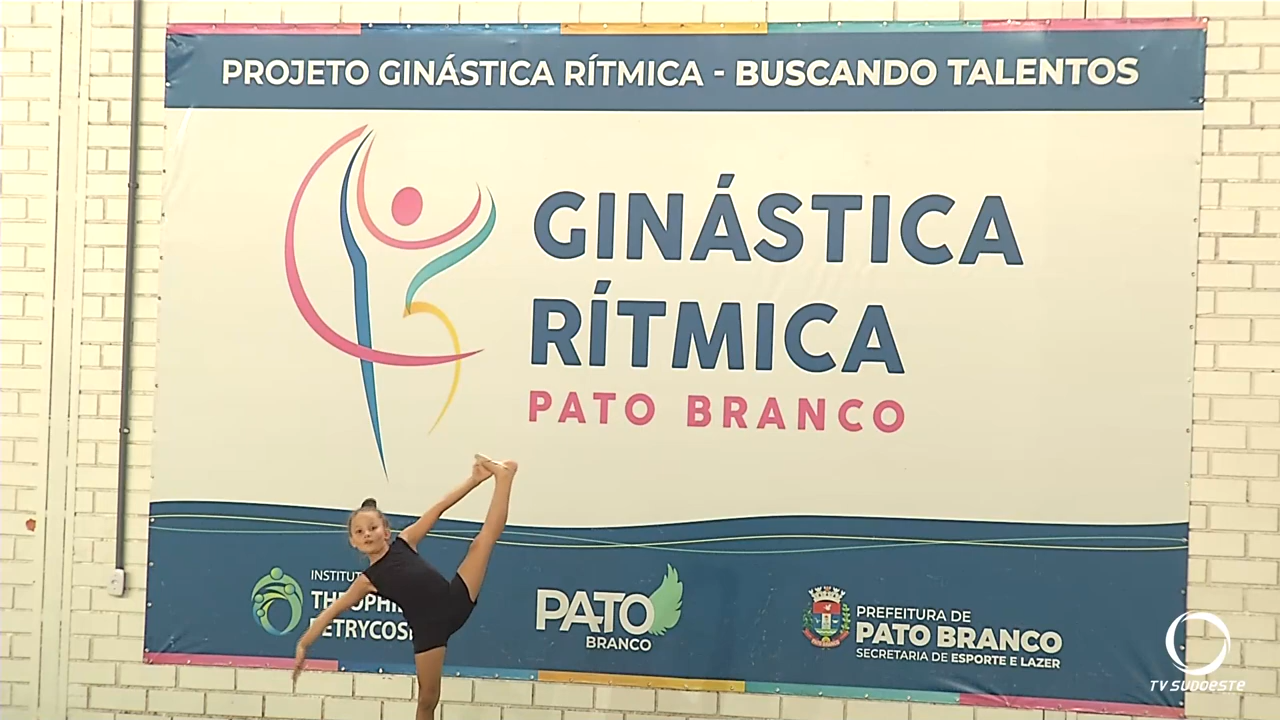 PROJETO GINÁSTICA RÍTMICA - BUSCANDO TALENTOS
GINÁSTICA
RÍTMICA
PATO BRANCO
PATO
BRANCO
PREFEITURA DE
PATO BRANCO
SECRETARIA DE ESPORTE E LAZER
TV SUDOESTE